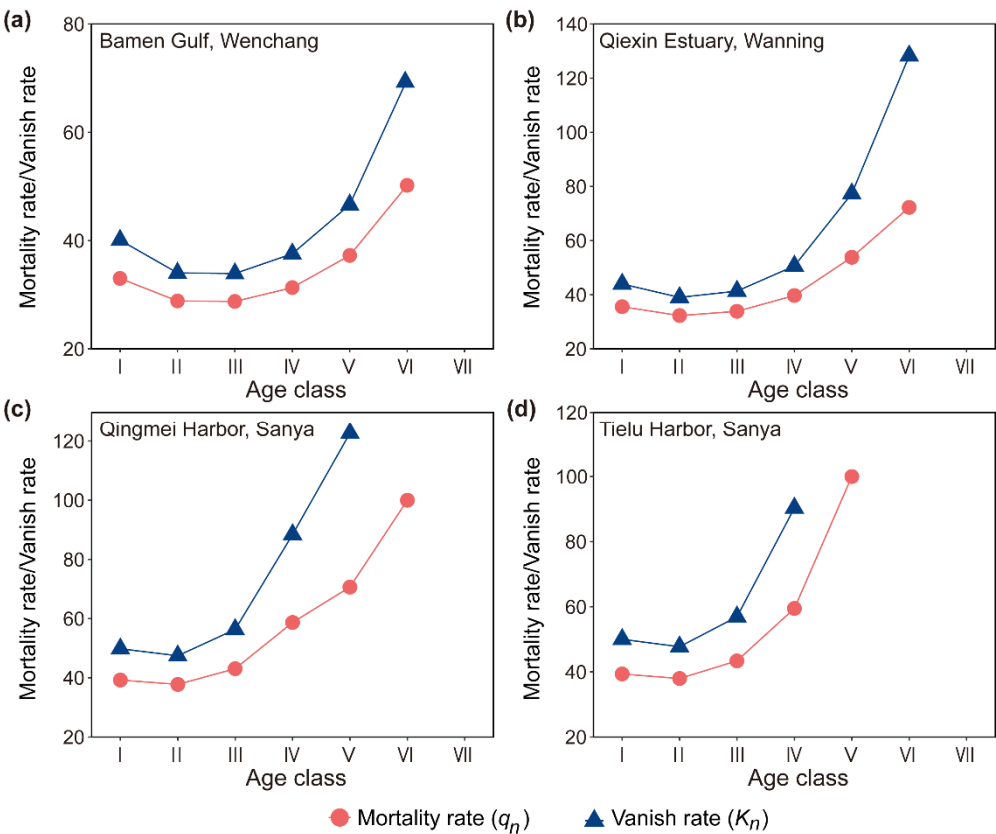 (a)
Bamen Gulf, Wenchang
Mortality rate/Vanish rate
80
60
40
20
I II III IV V VI VII
Age class
(b)
Qiexin Estuary, Wanning
Mortality rate/Vanish rate
140
120
100
80
60
40
20
I II III IV V VI VII
Age class
(c)
Qingmei Harbor, Sanya
Mortality rate/Vanish rate
120
100
80
60
40
20
I II III IV V VI VII
Age class
(d)
Tielu Harbor, Sanya
Mortality rate/Vanish rate
120
100
80
60
40
20
I II III IV V VI VII
Age class
Mortality rate (qn) Vanish rate (Kn)